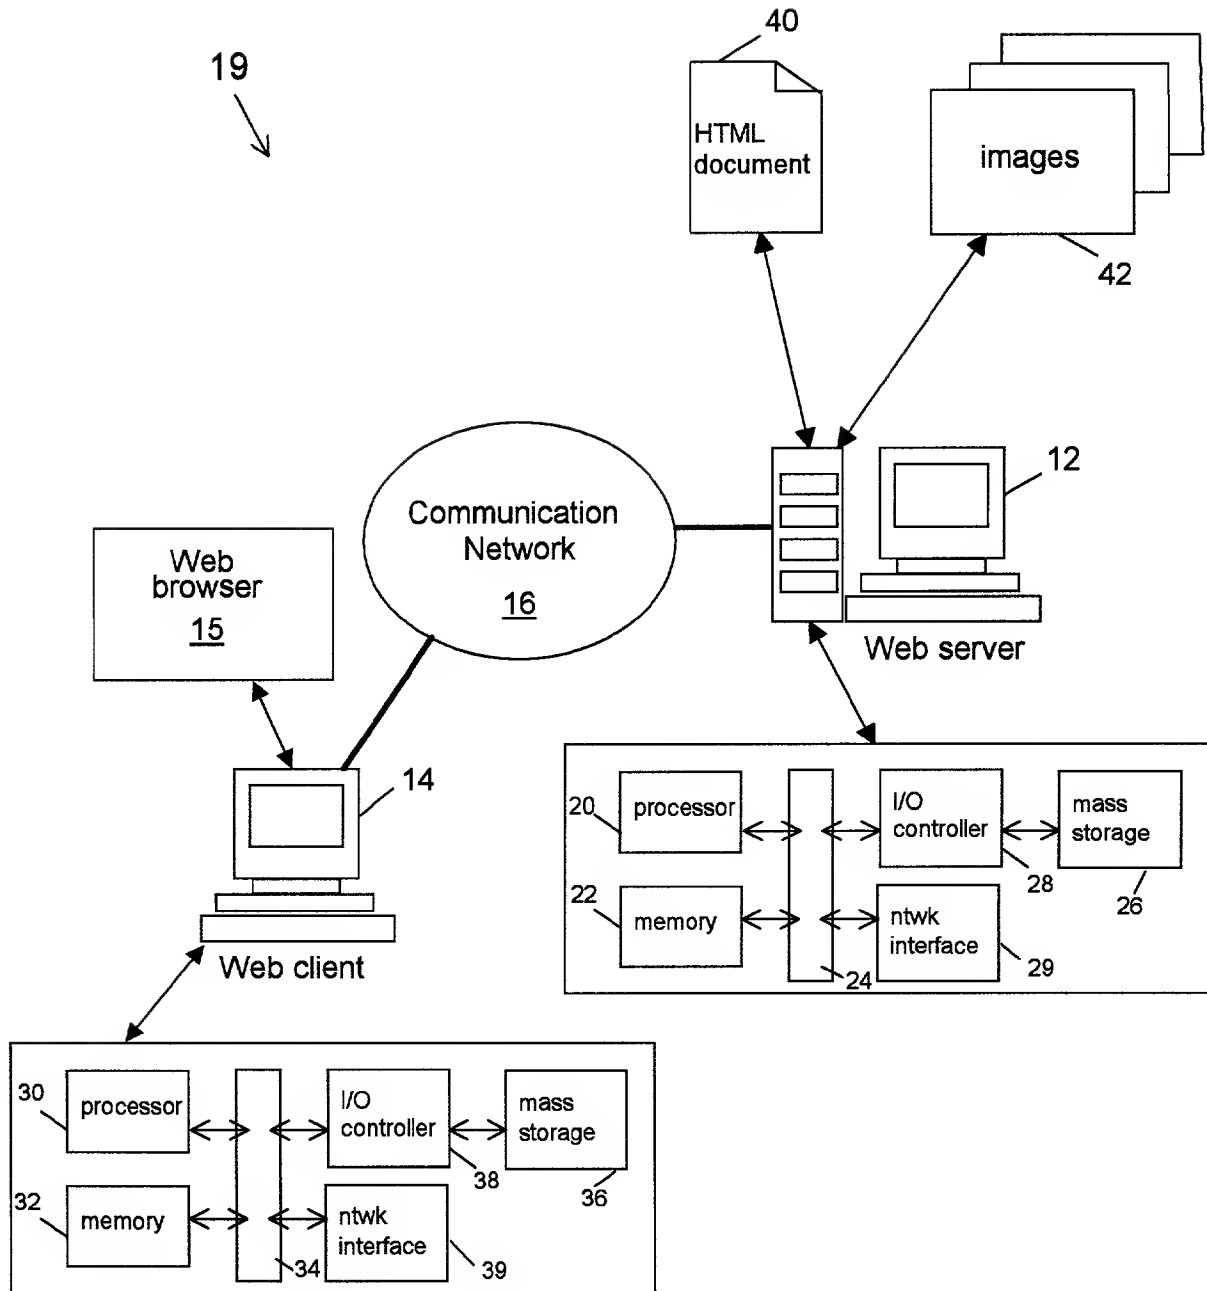 40
19
HTML
document
images
42
12
Communication
Network
16
Web
browser
15
Web server
14
20
processor
I/O
controller
mass
storage
28
26
22
memory
ntwk
interface
24
29
Web client
30
processor
I/O
controller
mass
storage
38
36
32
memory
ntwk
interface
34
39